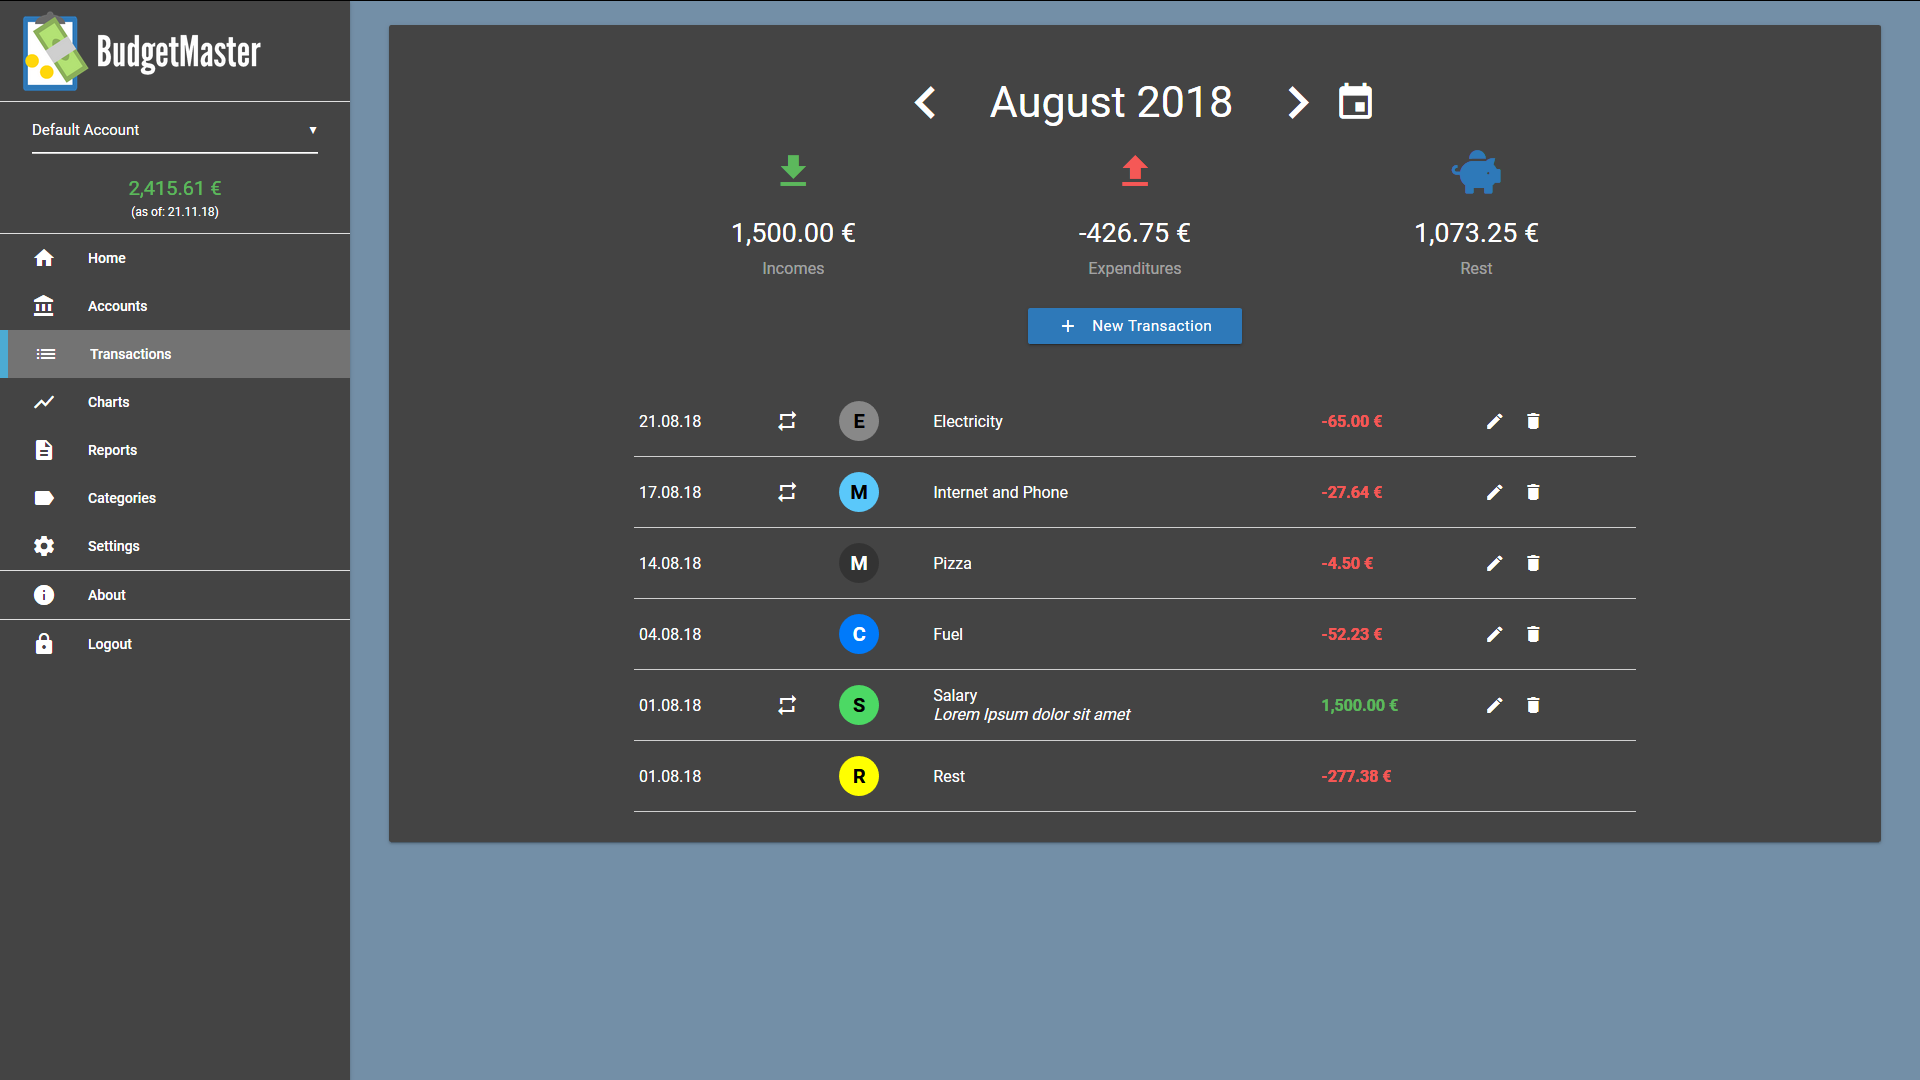 BudgetMaster
Default Account
2,415.61 €
(as of: 21.11.18)
Home
Accounts
Transactions
Charts
Reports
Categories
Settings
About
Logout
August 2018
1,500.00 €
Incomes
-426.75 €
Expenditures
1,073.25 €
Rest
New Transaction
21.08.18 E Electricity -65.00 €
17.08.18 M Internet and Phone -27.64 €
14.08.18 M Pizza -4.50 €
04.08.18 C Fuel -52.23 €
01.08.18 S Salary 1,500.00 €
Lorem Ipsum dolor sit amet
01.08.18 R Rest -277.38 €